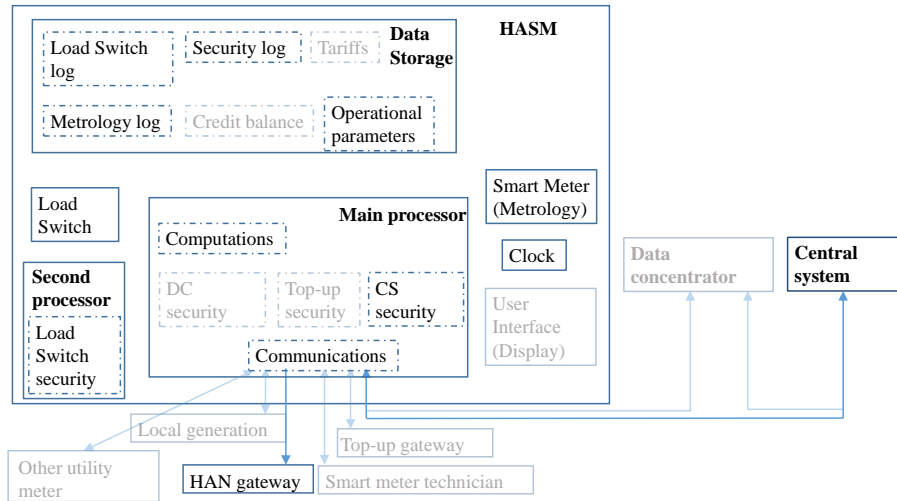 HASM
Data
Storage
Load Switch
log
Security log
Tariffs
Metrology log
Credit balance
Operational
parameters
Load
Switch
Smart Meter
(Metrology)
Main processor
Computations
Clock
Second
processor
DC
security
Top-up
security
CS
security
User
Interface
(Display)
Load
Switch
security
Communications
Data
concentrator
Central
system
Local generation
Top-up gateway
Other utility
meter
HAN gateway
Smart meter technician